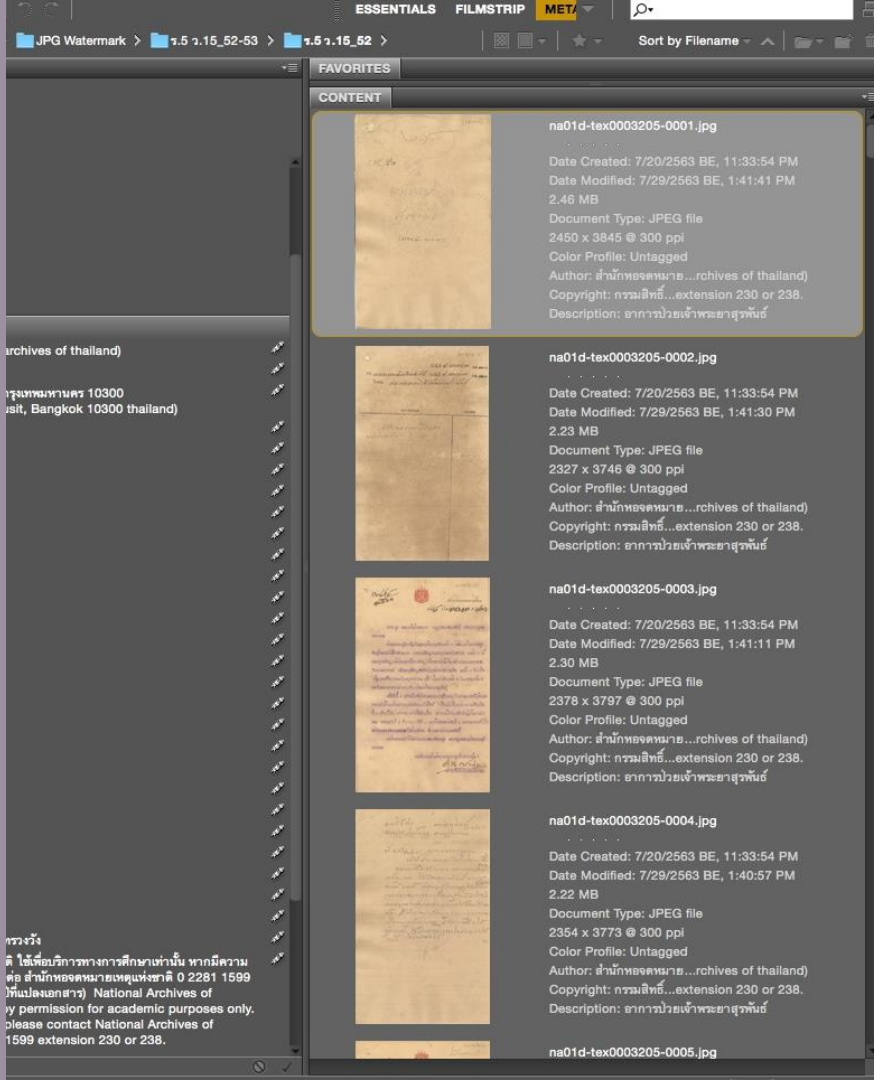 ESSENTIALS FILMSTRIP META
JPG Watermark > ร.5 ว.15_52-53 > ร.5 ว.15_52 >
Sort by Filename
FAVORITES
CONTENT
na01d-tex0003205-0001.jpg
Date Created: 7/20/2563 BE, 11:33:54 PM
Date Modified: 7/29/2563 BE, 1:41:41 PM
2.46 MB
Document Type: JPEG file
2450 x 3845 @ 300 ppi
Color Profile: Untagged
Author: สำนักหอจดหมาย...rchives of thailand)
Copyright: กรรมสิทธิ์...extension 230 or 238.
Description: อาการป่วยเจ้าพระยาสุรพันธ์
na01d-tex0003205-0002.jpg
Date Created: 7/20/2563 BE, 11:33:54 PM
Date Modified: 7/29/2563 BE, 1:41:30 PM
2.23 MB
Document Type: JPEG file
2327 x 3746 @ 300 ppi
Color Profile: Untagged
Author: สำนักหอจดหมาย...rchives of thailand)
Copyright: กรรมสิทธิ์...extension 230 or 238.
Description: อาการป่วยเจ้าพระยาสุรพันธ์
na01d-tex0003205-0003.jpg
Date Created: 7/20/2563 BE, 11:33:54 PM
Date Modified: 7/29/2563 BE, 1:41:11 PM
2.30 MB
Document Type: JPEG file
2378 x 3797 @ 300 ppi
Color Profile: Untagged
Author: สำนักหอจดหมาย...rchives of thailand)
Copyright: กรรมสิทธิ์...extension 230 or 238.
Description: อาการป่วยเจ้าพระยาสุรพันธ์
na01d-tex0003205-0004.jpg
Date Created: 7/20/2563 BE, 11:33:54 PM
Date Modified: 7/29/2563 BE, 1:40:57 PM
2.22 MB
Document Type: JPEG file
2354 x 3773 @ 300 ppi
Color Profile: Untagged
Author: สำนักหอจดหมาย...rchives of thailand)
Copyright: กรรมสิทธิ์...extension 230 or 238.
Description: อาการป่วยเจ้าพระยาสุรพันธ์
na01d-tex0003205-0005.jpg
archives of thailand)
กรุงเทพมหานคร 10300
usit, Bangkok 10300 thailand)
ทรวงวัง
ติ ใช้เพื่อบริการทางการศึกษาเท่านั้น หากมีความ
ต่อ สำนักหอจดหมายเหตุแห่งชาติ 0 2281 1599
ที่แปลงเอกสาร) National Archives of
by permission for academic purposes only.
please contact National Archives of
1599 extension 230 or 238.